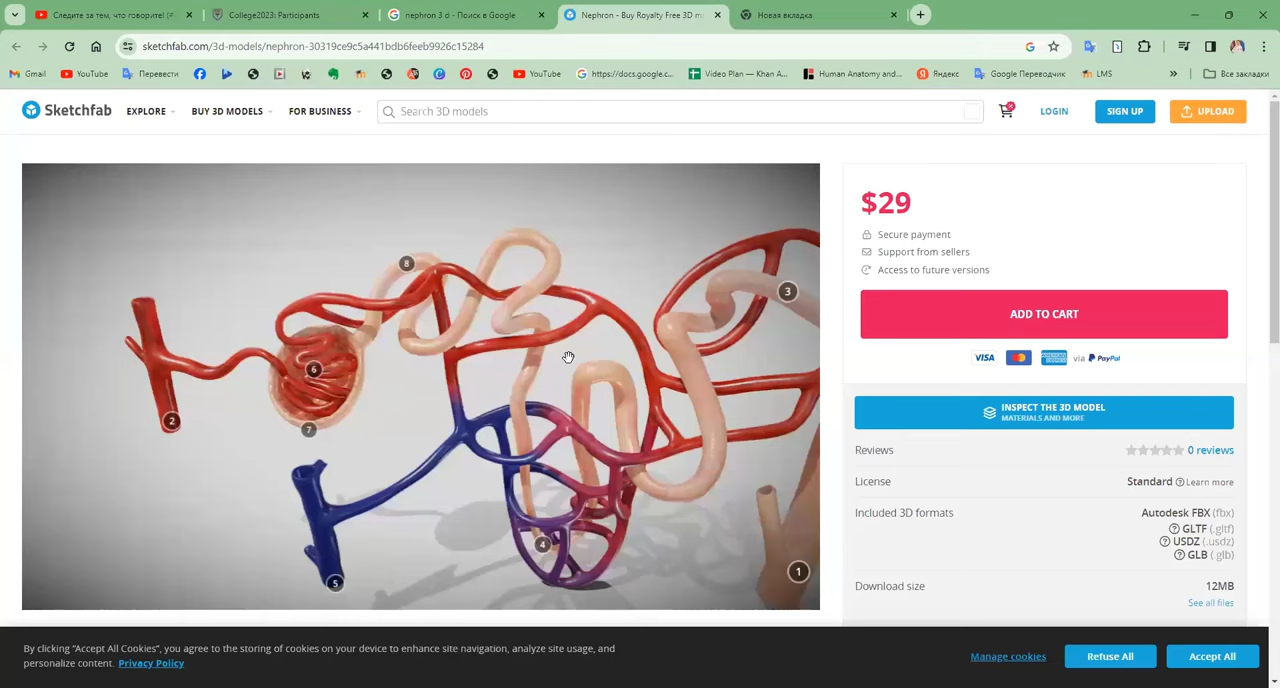 Следите за тем, что говорите! (Р
College2023: Participants
nephron 3 d - Поиск в Google
Nephron - Buy Royalty Free 3D m
Новая вкладка
sketchfab.com/3d-models/nephron-30319ce9c5a441bdb6feeb9926c15284
Gmail
YouTube
Перевести
YouTube
https://docs.google.c...
Video Plan — Khan A...
Human Anatomy and...
Яндекс
Google Переводчик
LMS
»
Все закладки
Sketchfab
EXPLORE
BUY 3D MODELS
FOR BUSINESS
Search 3D models
LOGIN
SIGN UP
UPLOAD
$29
Secure payment
Support from sellers
Access to future versions
ADD TO CART
VISA
via PayPal
INSPECT THE 3D MODEL
MATERIALS AND MORE
Reviews
0 reviews
License
Standard Learn more
Included 3D formats
Autodesk FBX (fbx)
GLTF (.gltf)
USDZ (.usdz)
GLB (.glb)
Download size
12MB
See all files
8
3
6
2
7
4
5
1
By clicking “Accept All Cookies”, you agree to the storing of cookies on your device to enhance site navigation, analyze site usage, and
personalize content. Privacy Policy
Manage cookies
Refuse All
Accept All